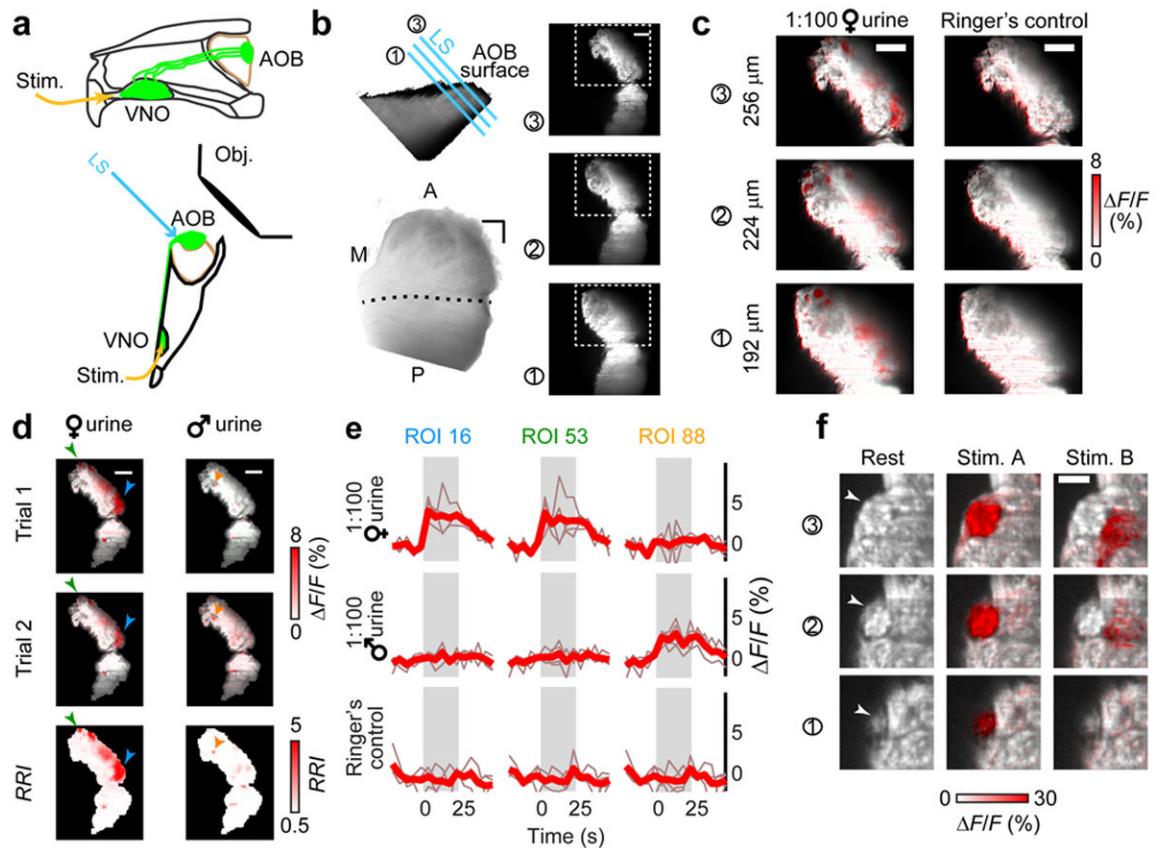 a
Stim.
VNO
AOB
LS
Obj.
AOB
VNO
Stim.
b
③
①
LS
AOB
surface
A
M
P
③
②
①
c
1:100 ♀ urine
Ringer's control
③
256 µm
②
224 µm
①
192 µm
8
0
ΔF/F
(%)
d
♀ urine
♂ urine
Trial 1
Trial 2
RRI
8
0
ΔF/F (%)
5
0.5
RRI
e
ROI 16
ROI 53
ROI 88
1:100
♀ urine
5
0
1:100
♂ urine
5
0
Ringer's
control
5
0
ΔF/F (%)
0 25
0 25
0 25
Time (s)
f
Rest
Stim. A
Stim. B
③
②
①
0
30
ΔF/F (%)